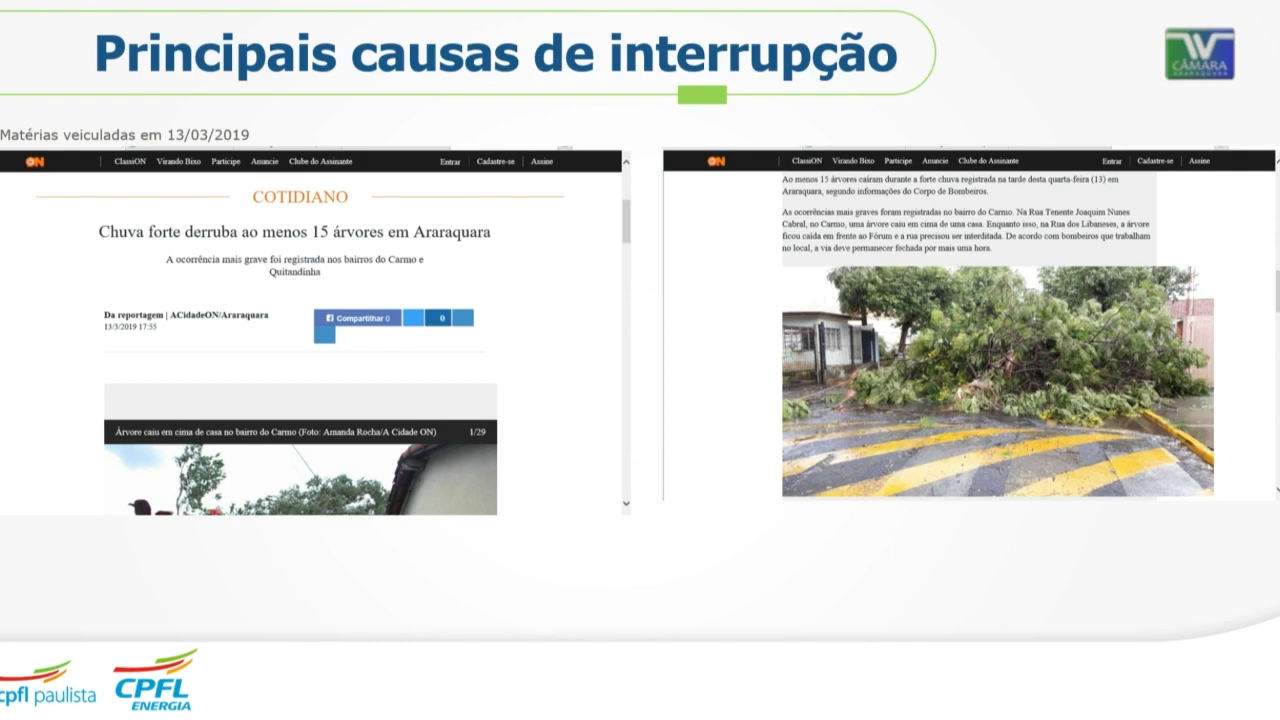 Principais causas de interrupção
TV
CÂMARA
ARARAQUARA
Matérias veiculadas em 13/03/2019
ON
ClassiON Virando Bixo Participe Anuncie Clube do Assinante Entrar Cadastre-se Assine
COTIDIANO
Chuva forte derruba ao menos 15 árvores em Araraquara
A ocorrência mais grave foi registrada nos bairros do Carmo e
Quitandinha
Da reportagem | ACidadeON/Araraquara
13/3/2019 17:55
Compartilhar 0
0
Árvore caiu em cima de casa no bairro do Carmo (Foto: Amanda Rocha/A Cidade ON) 1/29
ON
ClassiON Virando Bixo Participe Anuncie Clube do Assinante Entrar Cadastre-se Assine
Ao menos 15 árvores caíram durante a forte chuva registrada na tarde desta quarta-feira (13) em
Araraquara, segundo informações do Corpo de Bombeiros.
As ocorrências mais graves foram registradas no bairro do Carmo. Na Rua Tenente Joaquim Nunes
Cabral, no Carmo, uma árvore caiu em cima de uma casa. Enquanto isso, na Rua dos Libaneses, a árvore
ficou caída em frente ao Fórum e a rua precisou ser interditada. De acordo com bombeiros que trabalham
no local, a via deve permanecer fechada por mais uma hora.
cpfl paulista
CPFL
ENERGIA